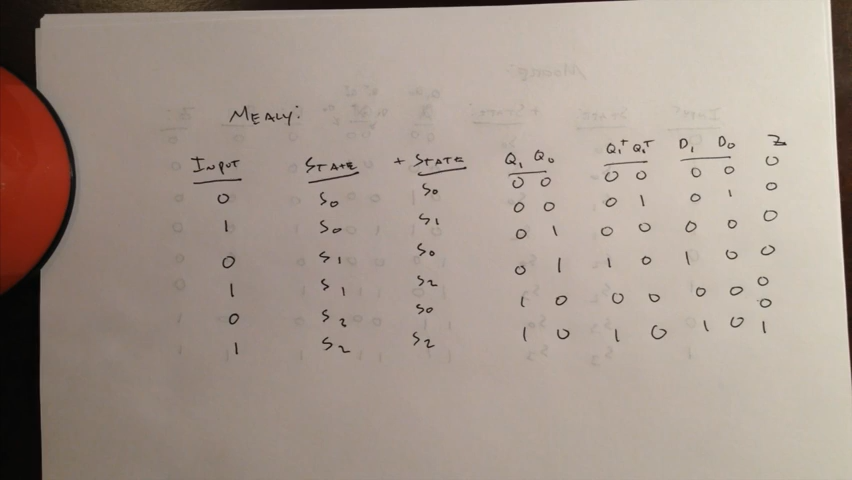 MEALY:
INPUT STATE + STATE Q₁ Q₀ Q₁⁺ Q₁⁺ D₁ D₀ Z
0 S₀ S₀ 0 0 0 0 0 0 0
1 S₀ S₁ 0 0 0 1 0 1 0
0 S₁ S₀ 0 1 0 0 0 0 0
1 S₁ S₂ 0 1 1 0 1 0 0
0 S₂ S₀ 1 0 0 0 0 0 0 0
1 S₂ S₂ 1 0 1 0 1 0 1